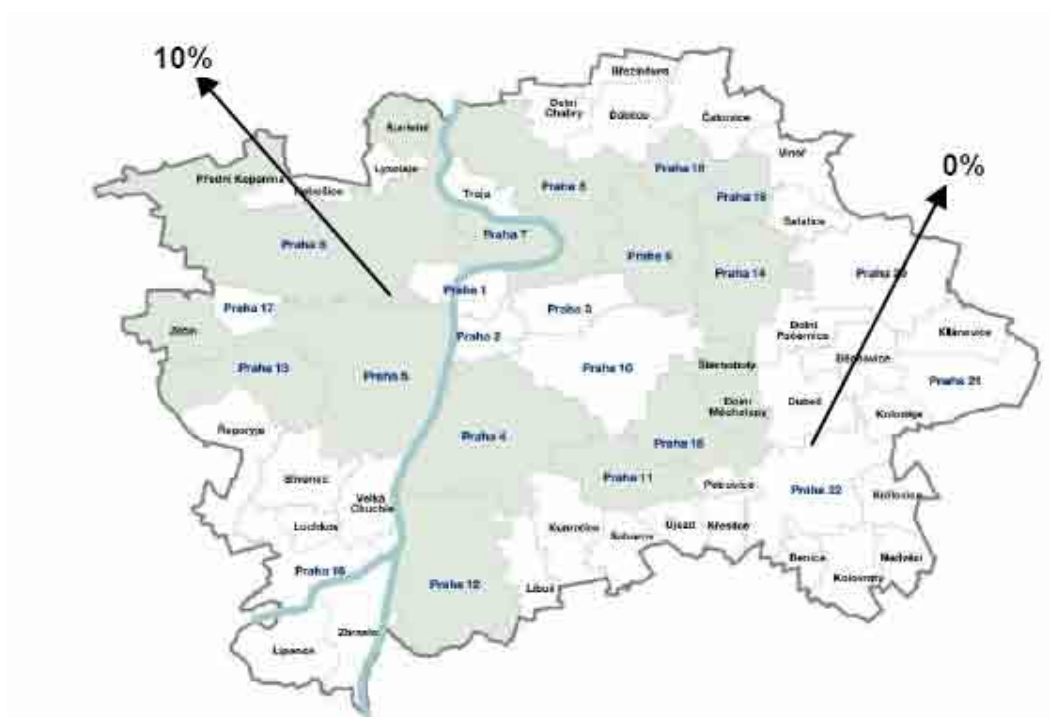 10%
0%
Březiněves
Dolní
Chabry
Ďáblice
Čakovice
Suchdol
Vinoř
Lysolaje
Praha 18
Přední Kopanina
Nebušice
Troja
Praha 8
Praha 19
Satalice
Praha 7
Praha 6
Praha 9
Praha 14
Praha 20
Praha 1
Praha 17
Praha 3
Dolní
Počernice
Klánovice
Praha 2
Běchovice
Praha 13
Praha 5
Praha 10
Štěrboholy
Praha 21
Dolní
Měcholupy
Dubeč
Koloděje
Řeporyje
Praha 4
Praha 15
Slivenec
Praha 11
Petrovice
Praha 22
Velká
Chuchle
Královice
Lochkov
Kunratice
Šeberov
Újezd
Křeslice
Praha 16
Praha 12
Libuš
Benice
Nedvězí
Kolovraty
Zbraslav
Lipence